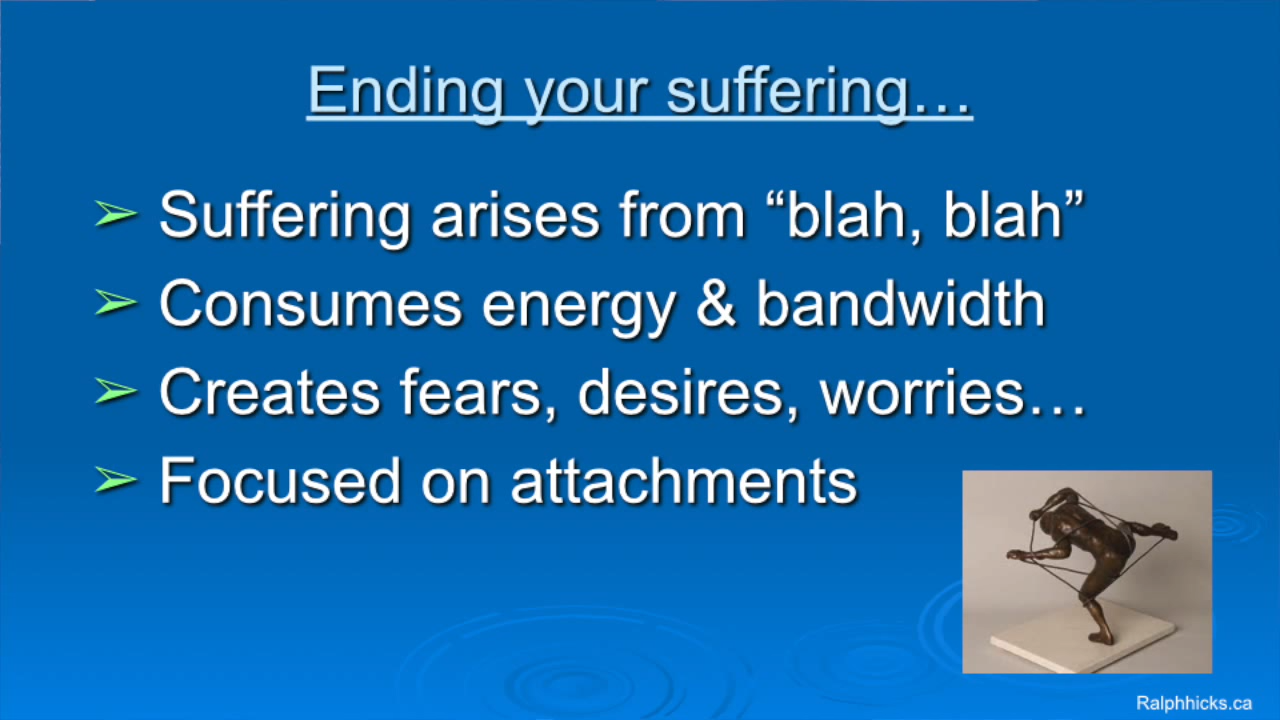 Ending your suffering…
➢ Suffering arises from “blah, blah”
➢ Consumes energy & bandwidth
➢ Creates fears, desires, worries…
➢ Focused on attachments
Ralphhicks.ca